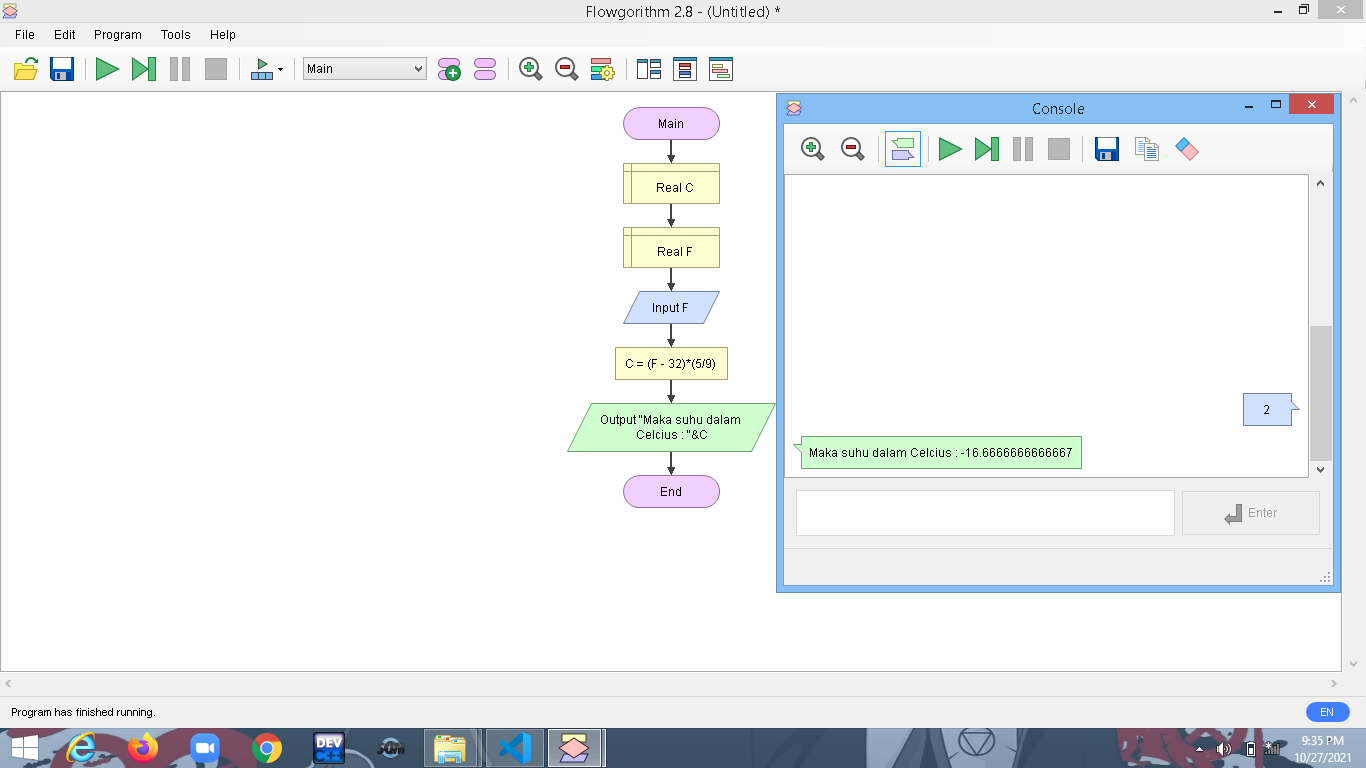 Flowgorithm 2.8 - (Untitled) *
File Edit Program Tools Help
Main
Main
Real C
Real F
Input F
C = (F - 32)*(5/9)
Output "Maka suhu dalam
Celcius : "&C
End
Console
2
Maka suhu dalam Celcius : -16.6666666666667
Enter
Program has finished running.
EN
DEV
C++
9:35 PM
10/27/2021